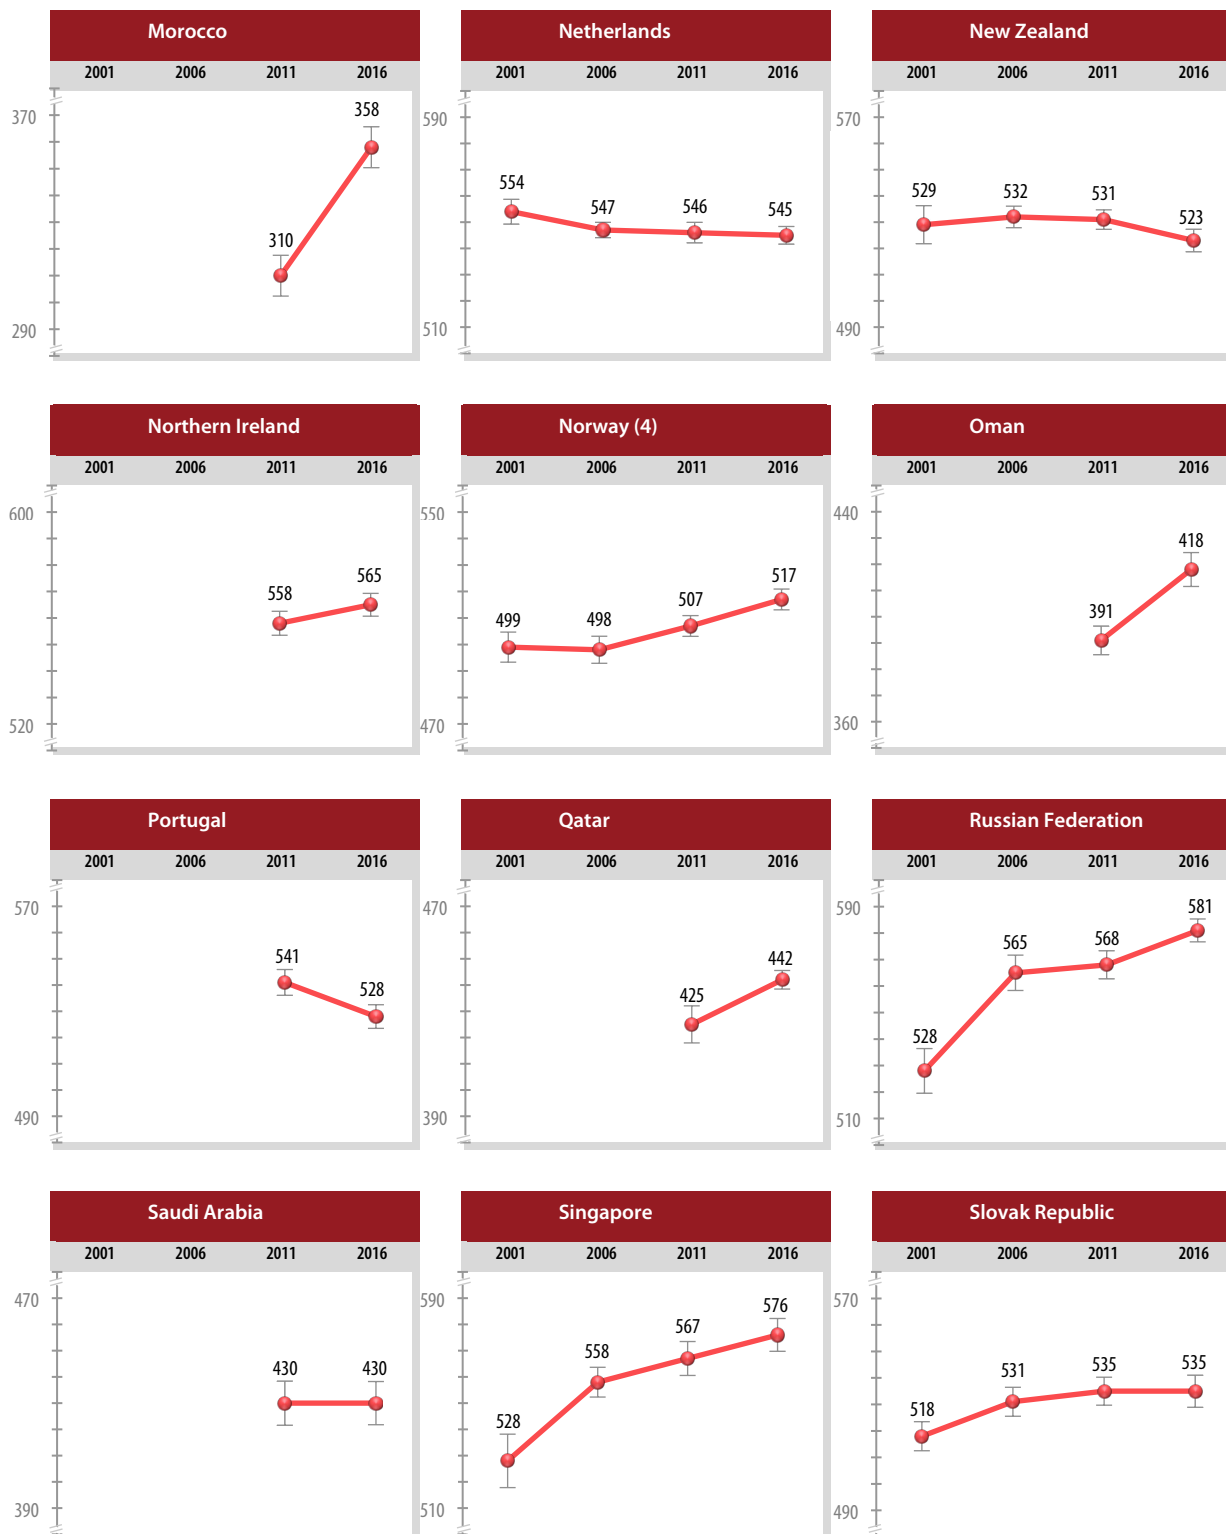 Morocco
2001 2006 2011 2016
370
358
310
290
Netherlands
2001 2006 2011 2016
590
554
547
546
545
510
New Zealand
2001 2006 2011 2016
570
529
532
531
523
490
Northern Ireland
2001 2006 2011 2016
600
558
565
520
Norway (4)
2001 2006 2011 2016
550
499
498
507
517
470
Oman
2001 2006 2011 2016
440
418
391
360
Portugal
2001 2006 2011 2016
570
541
528
490
Qatar
2001 2006 2011 2016
470
425
442
390
Russian Federation
2001 2006 2011 2016
590
528
565
568
581
510
Saudi Arabia
2001 2006 2011 2016
470
430
430
390
Singapore
2001 2006 2011 2016
590
528
558
567
576
510
Slovak Republic
2001 2006 2011 2016
570
518
531
535
535
490